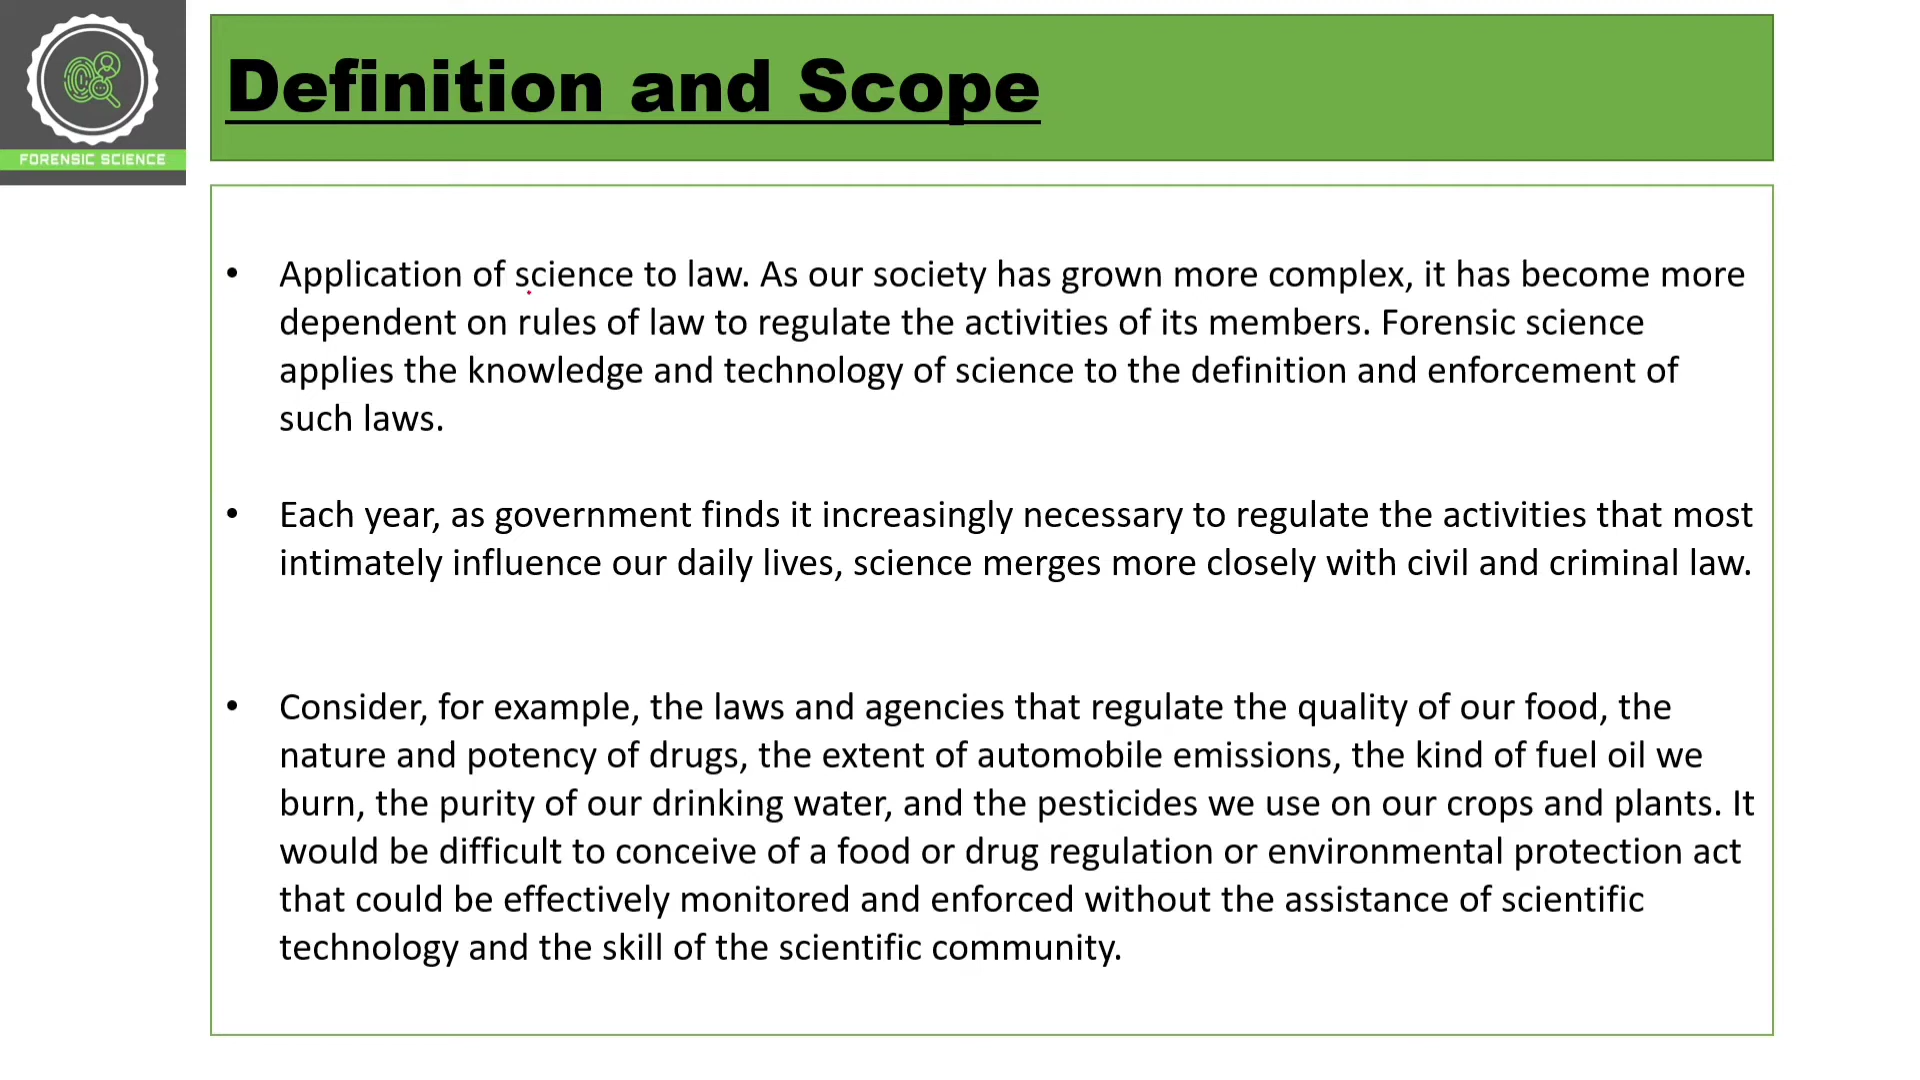 FORENSIC SCIENCE
Definition and Scope
• Application of science to law. As our society has grown more complex, it has become more
dependent on rules of law to regulate the activities of its members. Forensic science
applies the knowledge and technology of science to the definition and enforcement of
such laws.
• Each year, as government finds it increasingly necessary to regulate the activities that most
intimately influence our daily lives, science merges more closely with civil and criminal law.
• Consider, for example, the laws and agencies that regulate the quality of our food, the
nature and potency of drugs, the extent of automobile emissions, the kind of fuel oil we
burn, the purity of our drinking water, and the pesticides we use on our crops and plants. It
would be difficult to conceive of a food or drug regulation or environmental protection act
that could be effectively monitored and enforced without the assistance of scientific
technology and the skill of the scientific community.